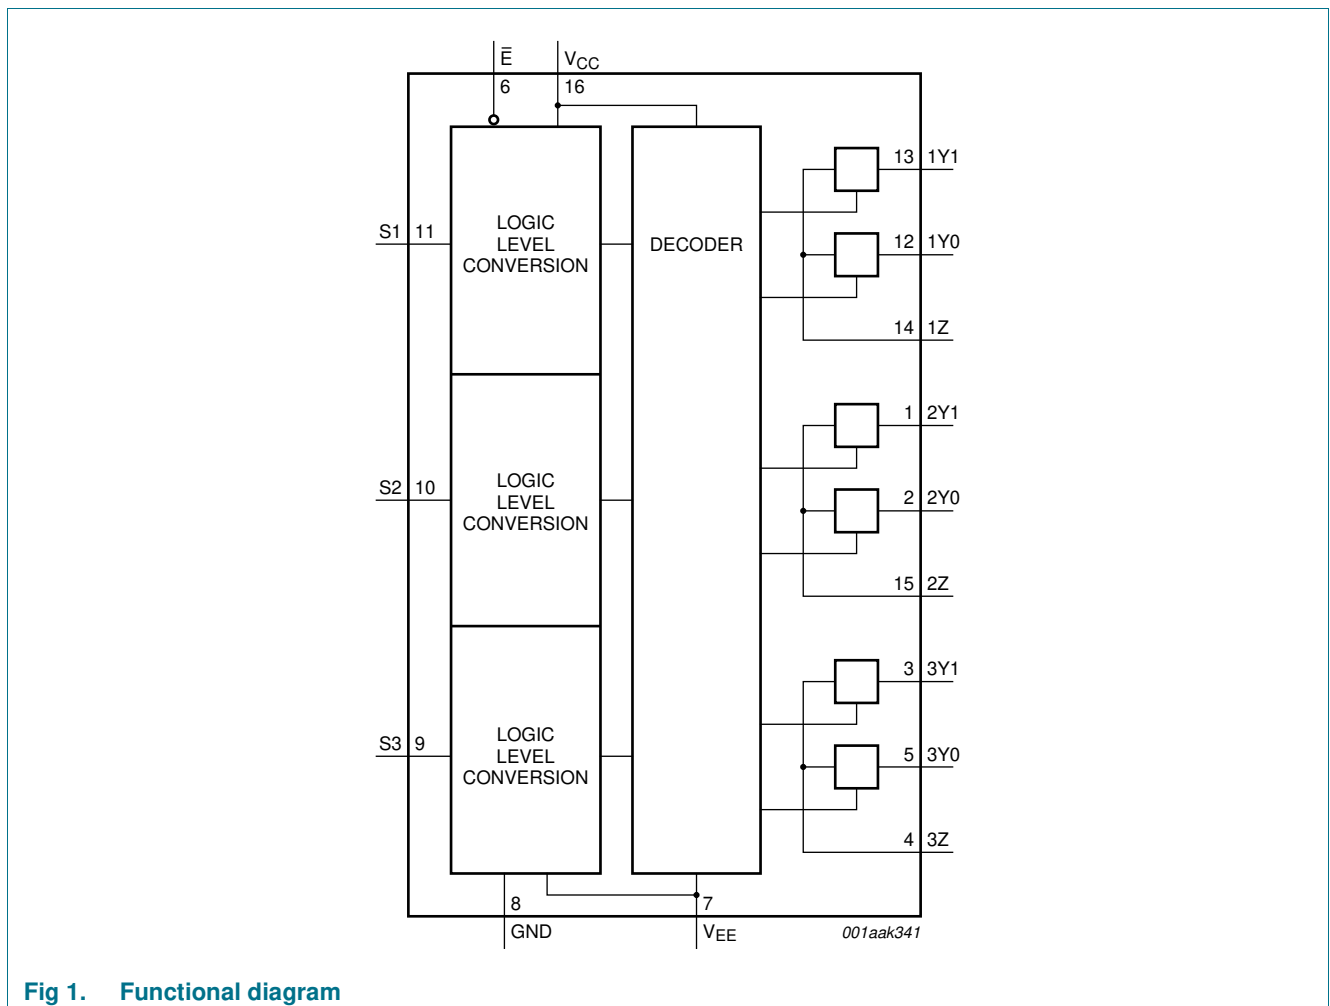 E̅ VCC
6 16
13 1Y1
S1 11
LOGIC
LEVEL
CONVERSION
DECODER
12 1Y0
14 1Z
1 2Y1
S2 10
LOGIC
LEVEL
CONVERSION
2 2Y0
15 2Z
3 3Y1
S3 9
LOGIC
LEVEL
CONVERSION
5 3Y0
4 3Z
8 7
GND VEE 001aak341
Fig 1. Functional diagram